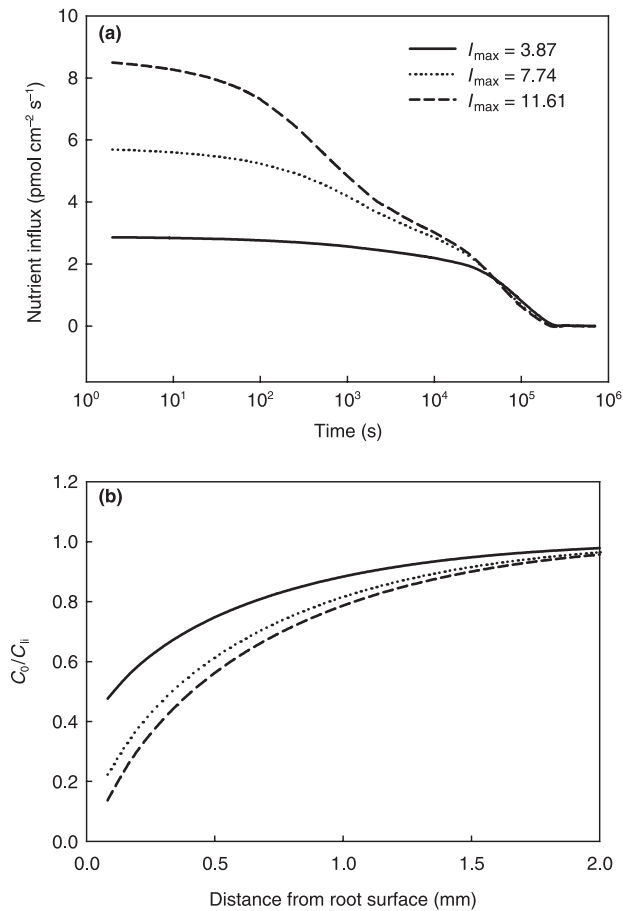 (a)
10
8
6
4
2
0
Nutrient influx (pmol cm⁻² s⁻¹)
Imax = 3.87
Imax = 7.74
Imax = 11.61
10⁰ 10¹ 10² 10³ 10⁴ 10⁵ 10⁶
Time (s)
(b)
1.2
1.0
0.8
0.6
0.4
0.2
0.0
C₀/Cli
0.0 0.5 1.0 1.5 2.0
Distance from root surface (mm)